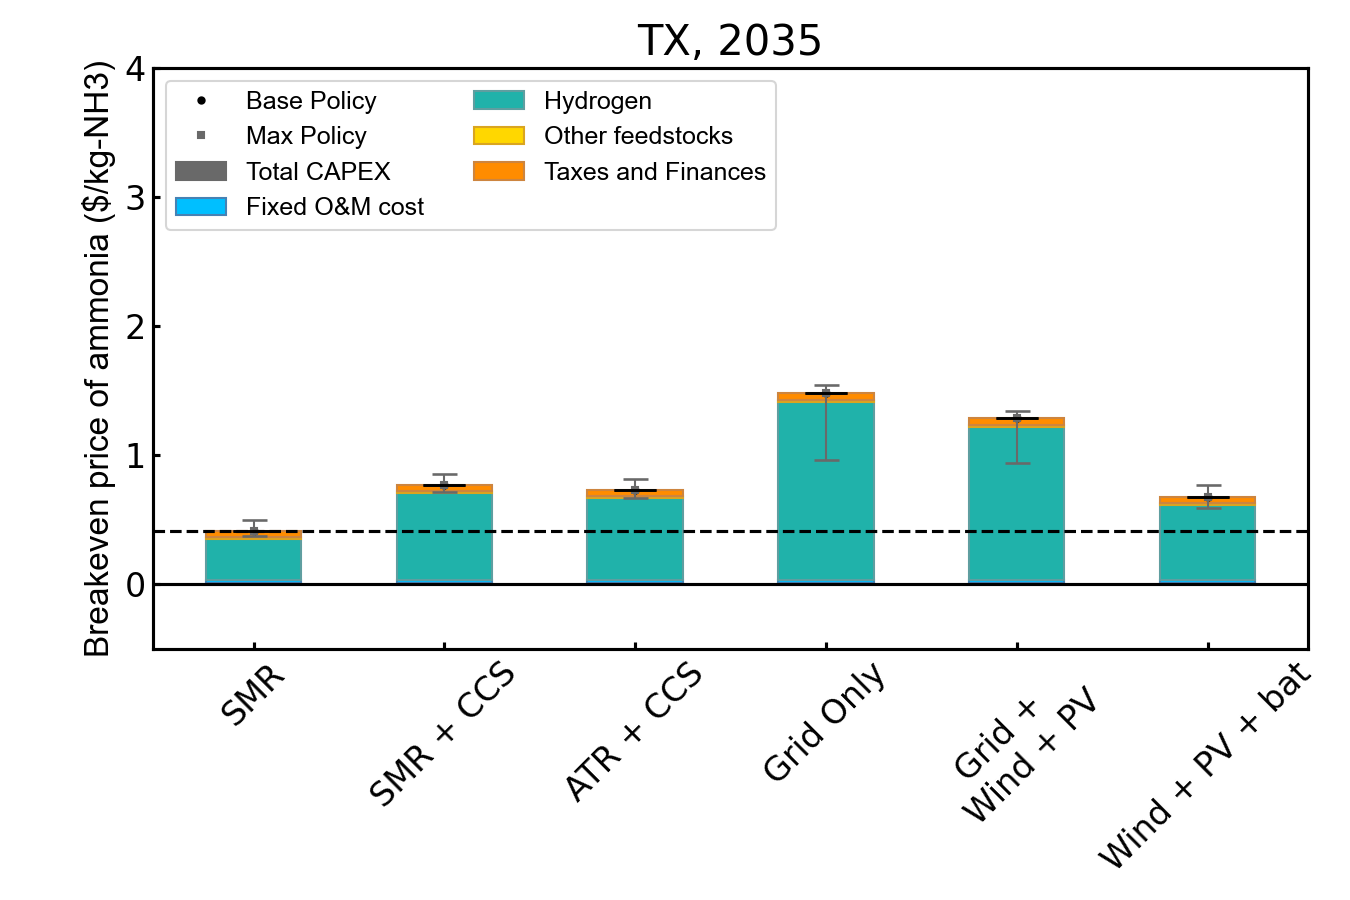 TX, 2035
Breakeven price of ammonia ($/kg-NH3)
4
3
2
1
0
Base Policy
Max Policy
Total CAPEX
Fixed O&M cost
Hydrogen
Other feedstocks
Taxes and Finances
SMR
SMR + CCS
ATR + CCS
Grid Only
Grid +
Wind + PV
Wind + PV + bat